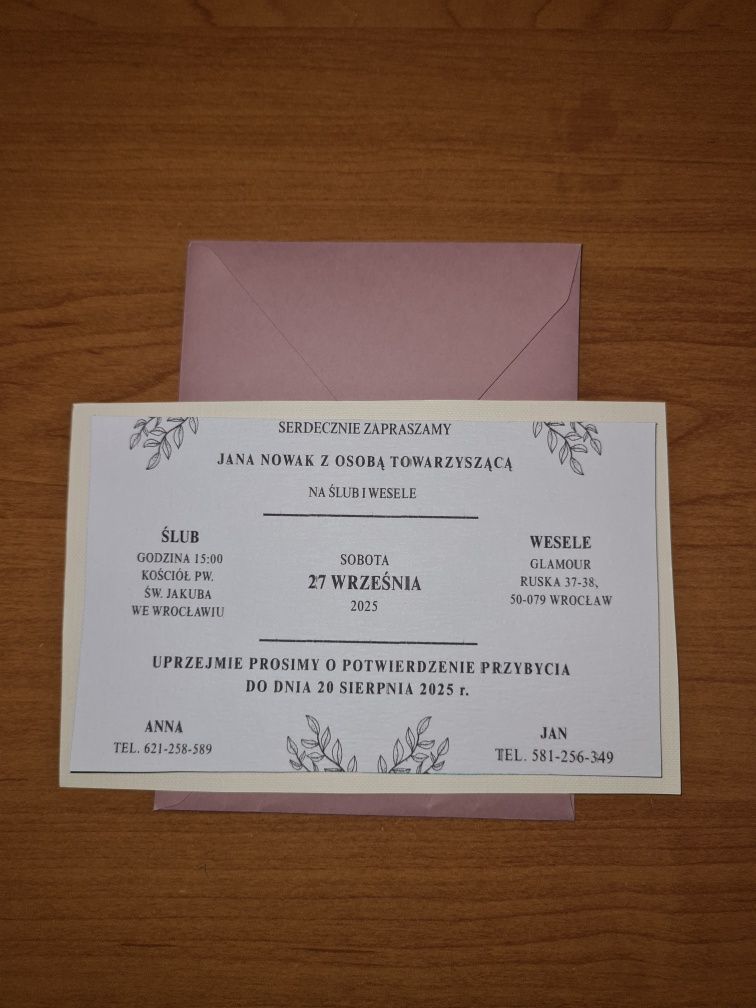 SERDECZNIE ZAPRASZAMY
JANA NOWAK Z OSOBĄ TOWARZYSZĄCĄ
NA ŚLUB I WESELE
ŚLUB
GODZINA 15:00
KOŚCIÓŁ PW.
ŚW. JAKUBA
WE WROCŁAWIU
SOBOTA
27 WRZEŚNIA
2025
WESELE
GLAMOUR
RUSKA 37-38,
50-079 WROCŁAW
UPRZEJMIE PROSIMY O POTWIERDZENIE PRZYBYCIA
DO DNIA 20 SIERPNIA 2025 r.
ANNA
TEL. 621-258-589
JAN
TEL. 581-256-349